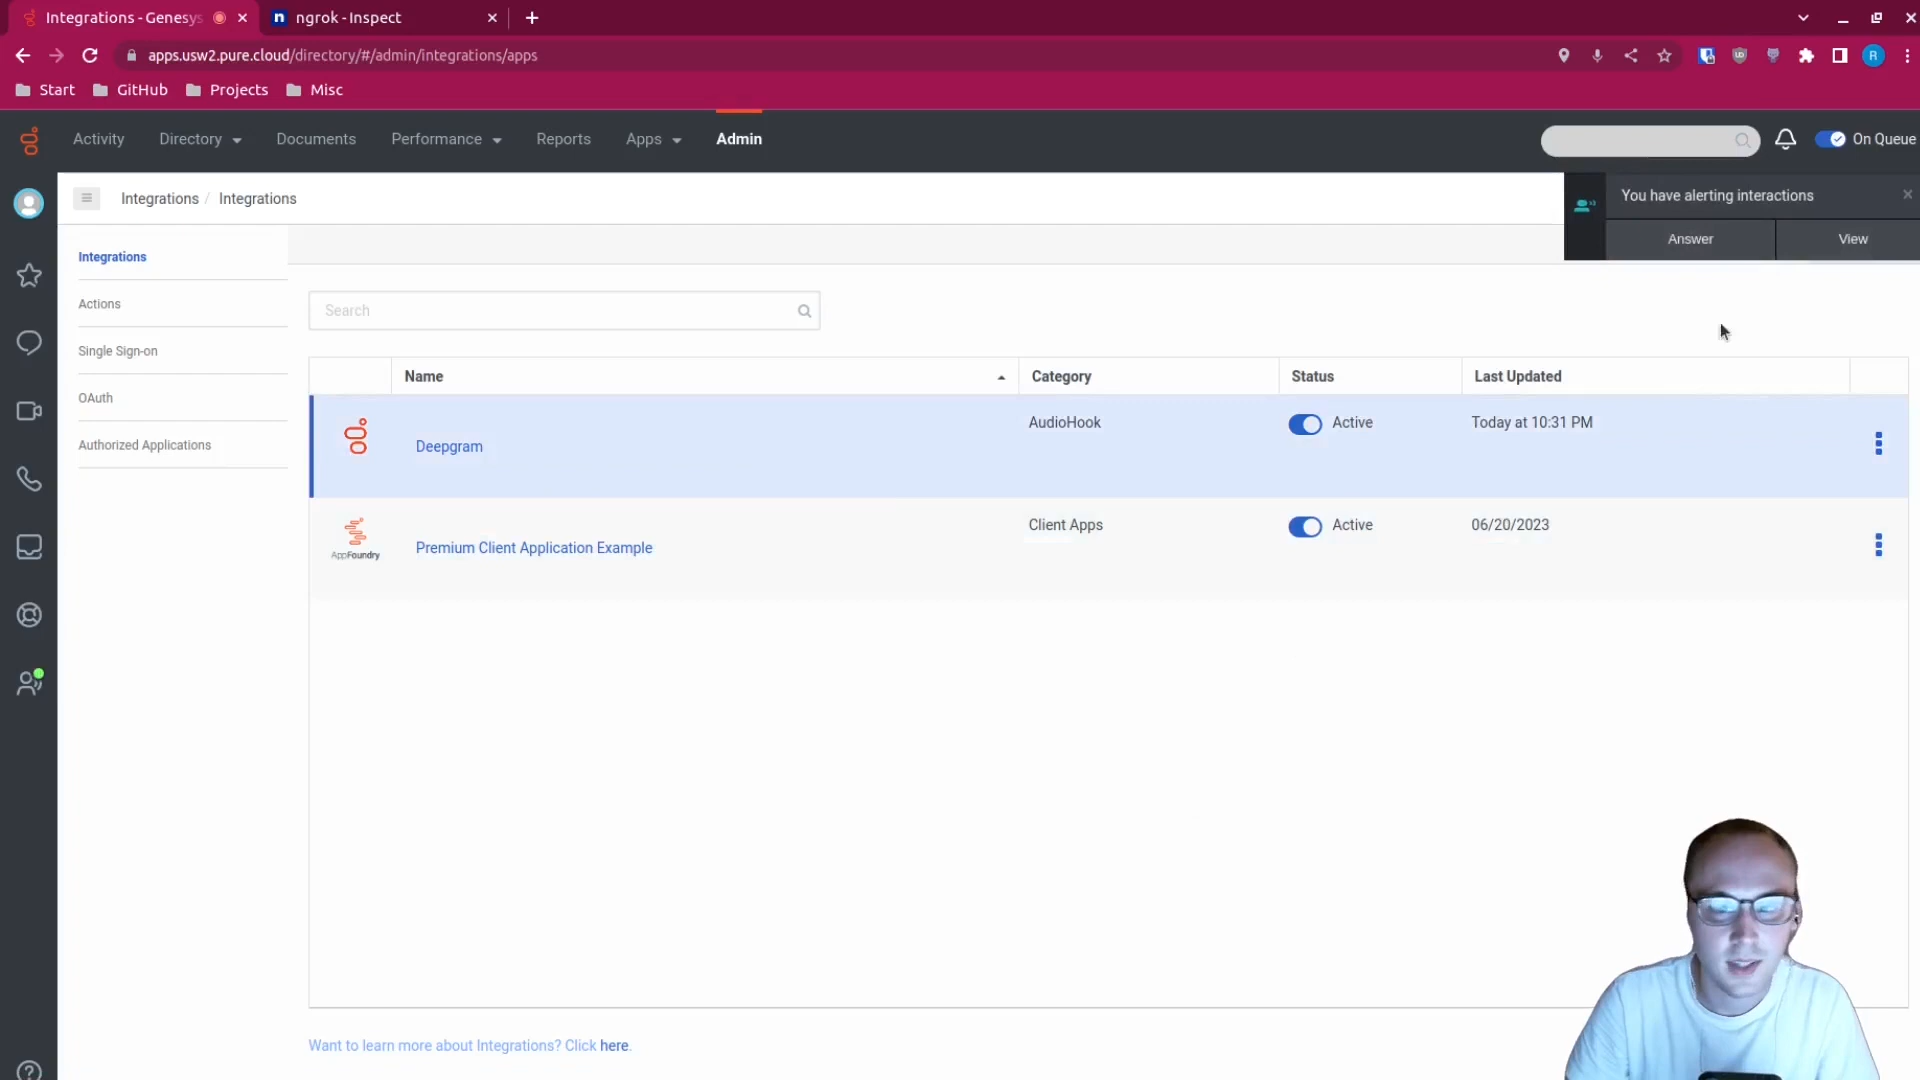 Integrations - Genesys
ngrok - Inspect
apps.usw2.pure.cloud/directory/#/admin/integrations/apps
R
Start
GitHub
Projects
Misc
Activity
Directory
Documents
Performance
Reports
Apps
Admin
On Queue
Integrations / Integrations
You have alerting interactions
Answer
View
Integrations
Actions
Single Sign-on
OAuth
Authorized Applications
Search
Name
Category
Status
Last Updated
Deepgram
AudioHook
Active
Today at 10:31 PM
AppFoundry
Premium Client Application Example
Client Apps
Active
06/20/2023
Want to learn more about Integrations? Click here.